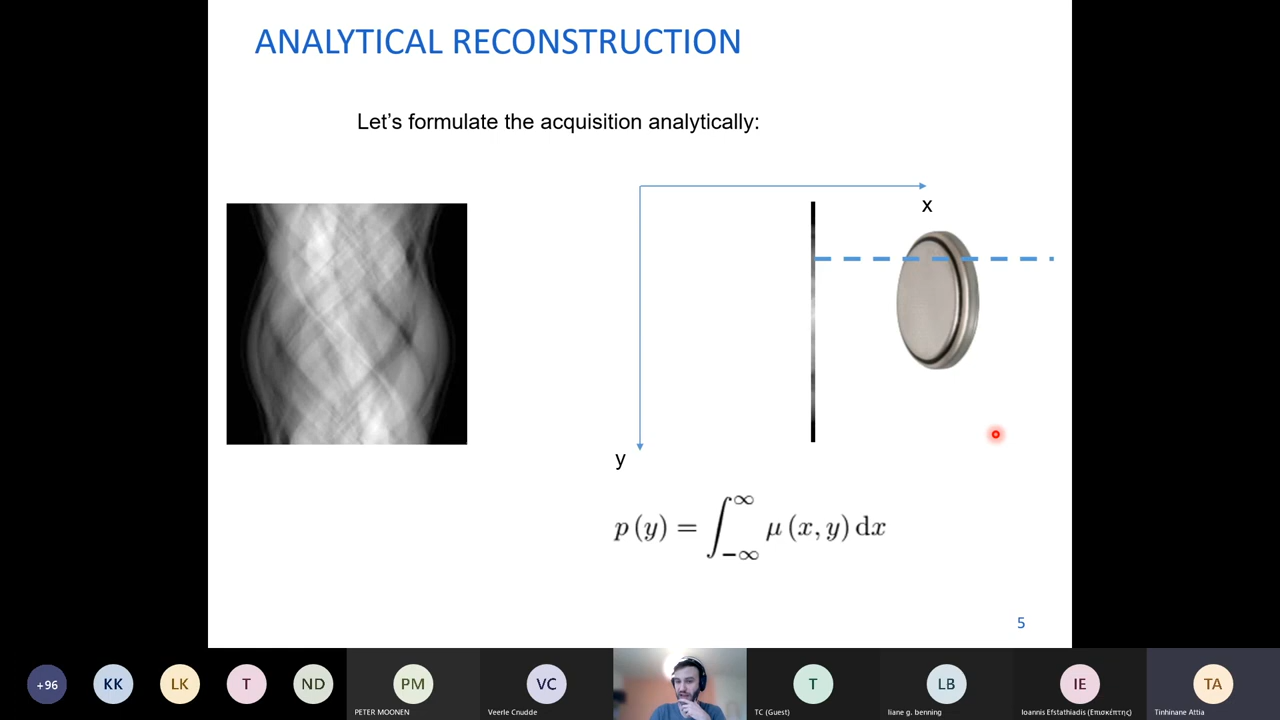 ANALYTICAL RECONSTRUCTION
Let's formulate the acquisition analytically:
x
y
p (y) = ∫_{-∞}^{∞} μ (x, y) dx
5
+96
KK
LK
T
ND
PM
PETER MOONEN
VC
Veerle Cnudde
T
TC (Guest)
LB
liane g. benning
IE
Ioannis Efstathiadis (Επισκέπτης)
TA
Tinhinane Attia